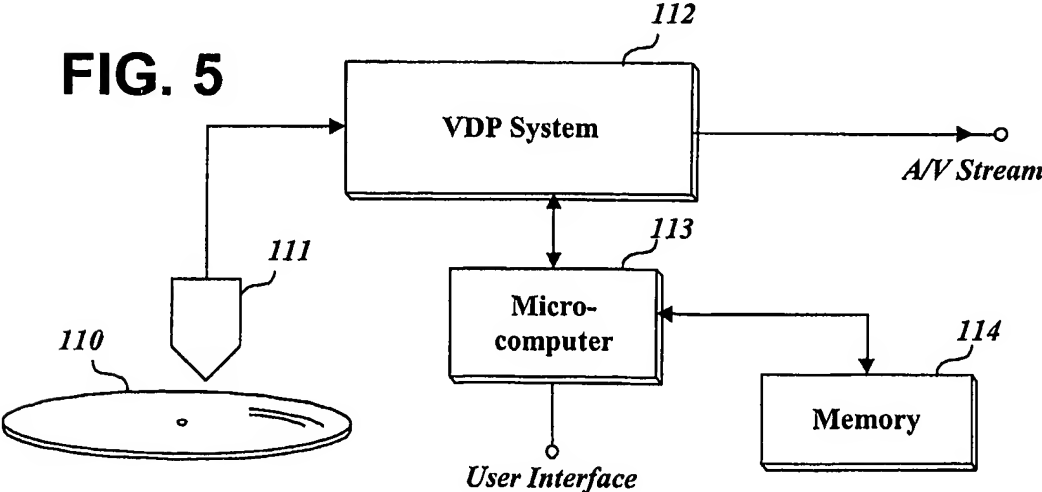 FIG. 5
112
VDP System
A/V Stream
113
111
Micro-
computer
110
114
Memory
User Interface